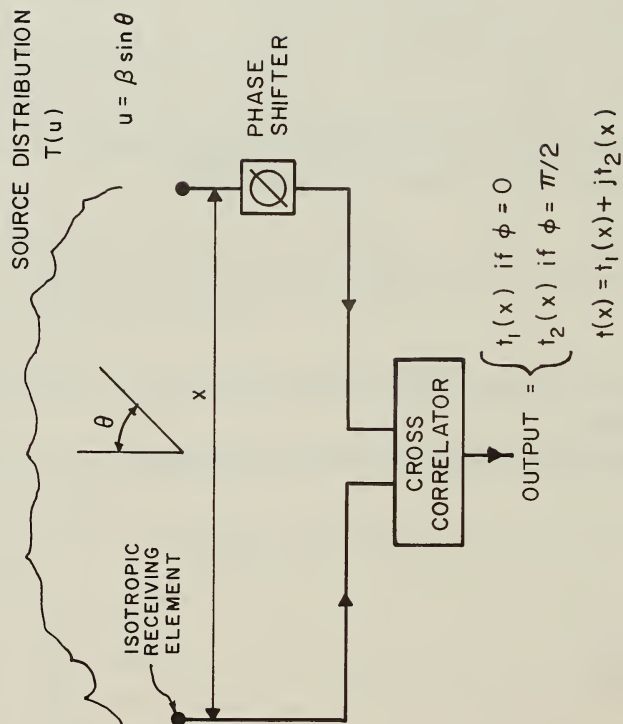 SOURCE DISTRIBUTION
T(u)
u = β sin θ
θ
ISOTROPIC
RECEIVING
ELEMENT
x
∅
PHASE
SHIFTER
CROSS
CORRELATOR
OUTPUT = { t₁(x) if ϕ = 0
t₂(x) if ϕ = π/2
t(x) = t₁(x) + jt₂(x)